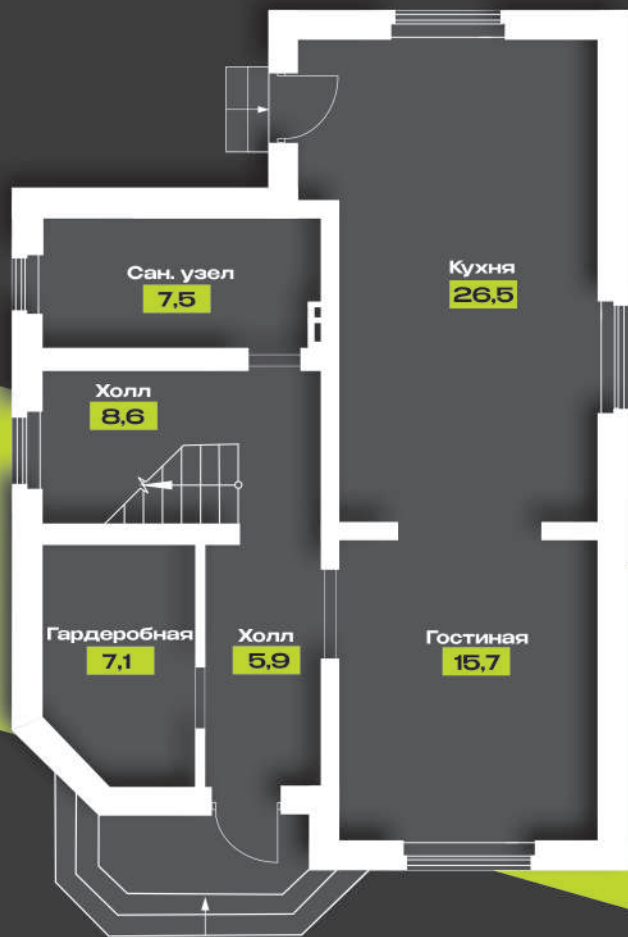 Сан. узел
7,5
Кухня
26,5
Холл
8,6
Гардеробная
7,1
Холл
5,9
Гостиная
15,7